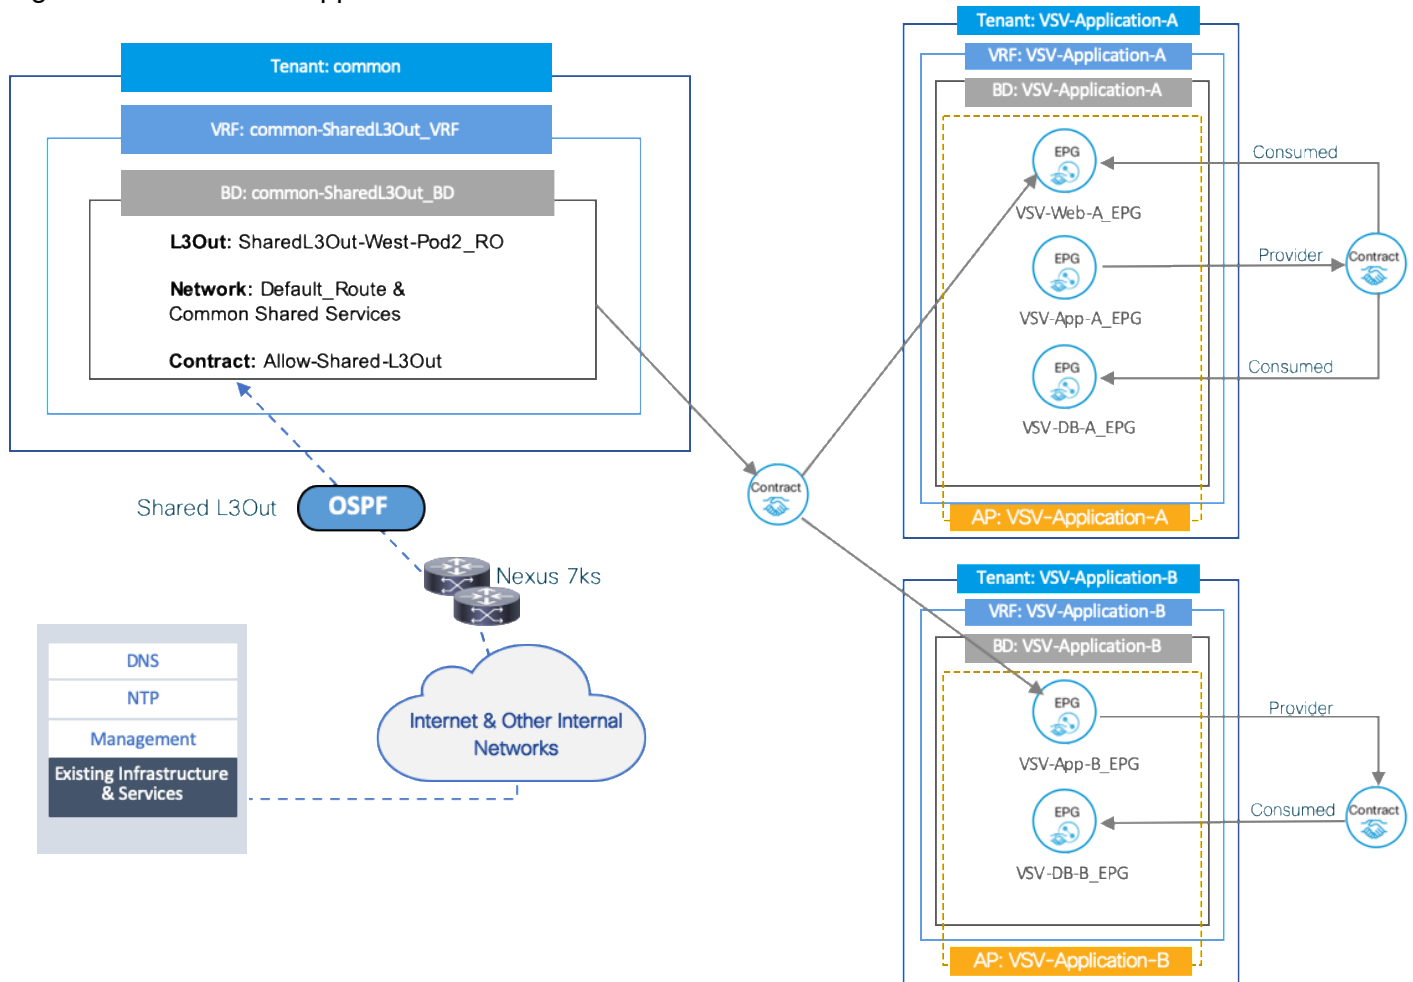 Tenant: common
VRF: common-SharedL3Out_VRF
BD: common-SharedL3Out_BD
L3Out: SharedL3Out-West-Pod2_RO
Network: Default_Route &
Common Shared Services
Contract: Allow-Shared-L3Out
Shared L3Out
OSPF
Nexus 7ks
DNS
NTP
Management
Existing Infrastructure
& Services
Internet & Other Internal
Networks
Contract
Tenant: VSV-Application-A
VRF: VSV-Application-A
BD: VSV-Application-A
EPG
VSV-Web-A_EPG
EPG
VSV-App-A_EPG
EPG
VSV-DB-A_EPG
AP: VSV-Application-A
Consumed
Provider
Contract
Consumed
Tenant: VSV-Application-B
VRF: VSV-Application-B
BD: VSV-Application-B
EPG
VSV-App-B_EPG
EPG
VSV-DB-B_EPG
AP: VSV-Application-B
Provider
Consumed
Contract